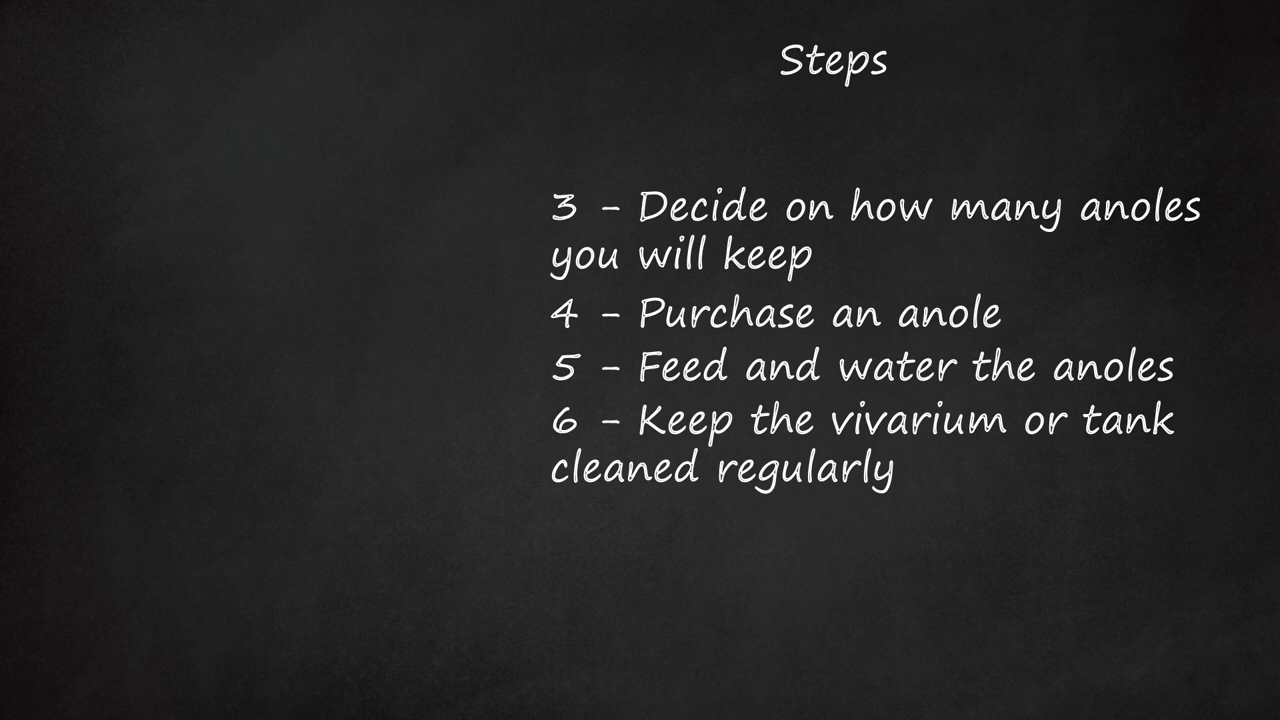 Steps
3 - Decide on how many anoles
you will keep
4 - Purchase an anole
5 - Feed and water the anoles
6 - Keep the vivarium or tank
cleaned regularly